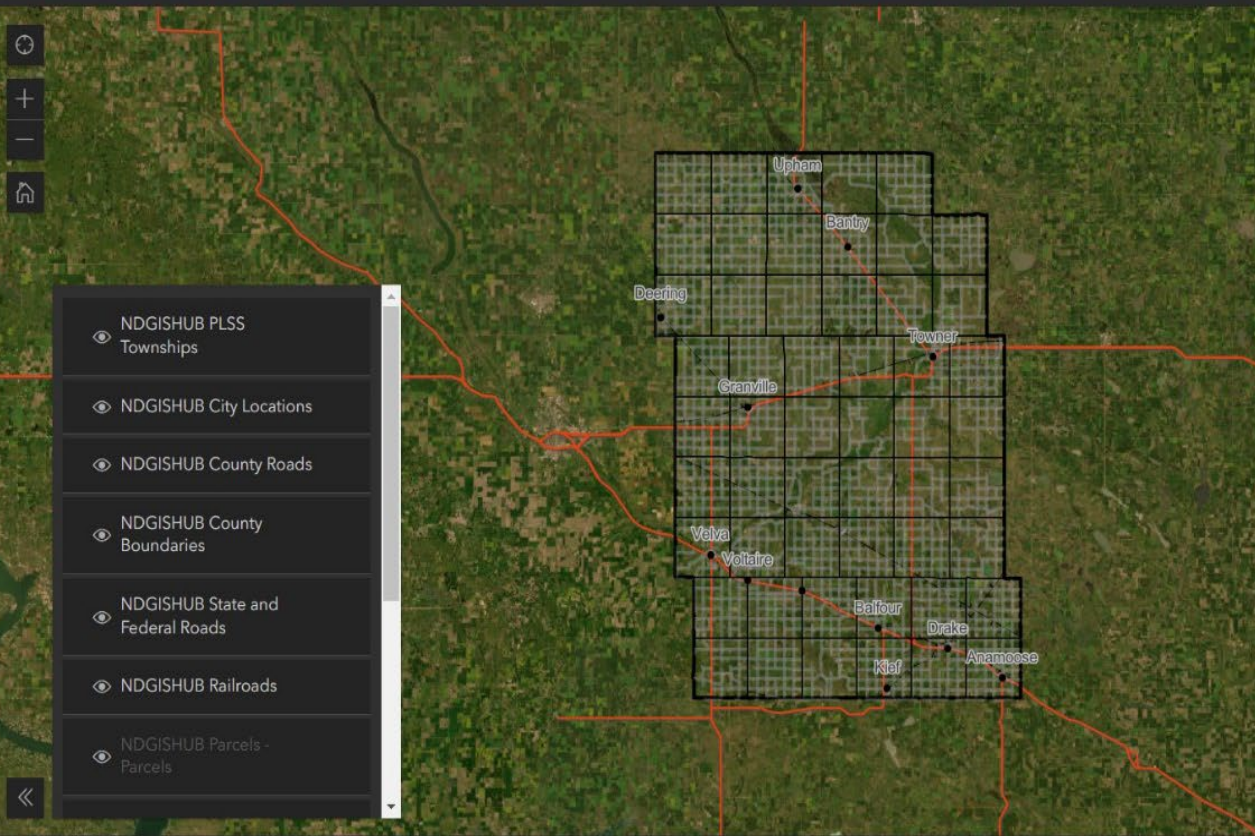 Upham
Bantry
Deering
Towner
Granville
Velva
Voltaire
Balfour
Drake
Anamoose
Kief
NDGISHUB PLSS
Townships
NDGISHUB City Locations
NDGISHUB County Roads
NDGISHUB County
Boundaries
NDGISHUB State and
Federal Roads
NDGISHUB Railroads
NDGISHUB Parcels -
Parcels